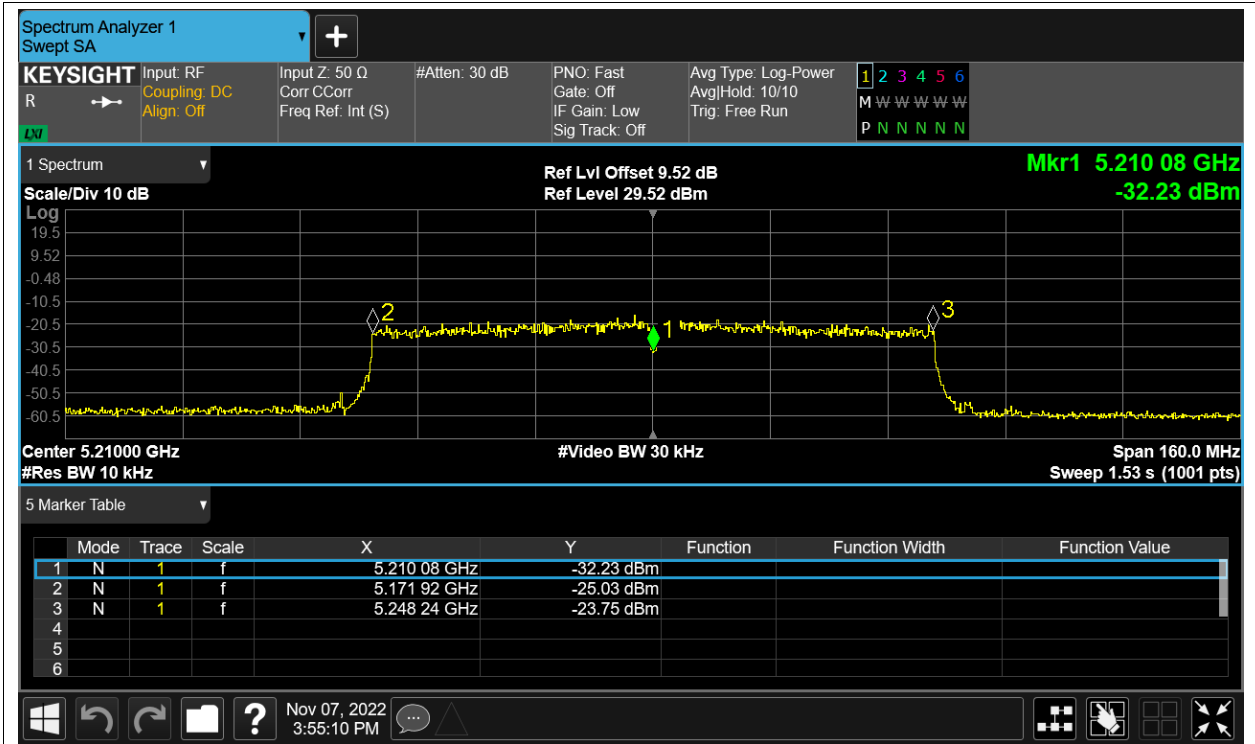 Spectrum Analyzer 1
Swept SA
+
KEYSIGHT Input: RF Input Z: 50 Ω #Atten: 30 dB PNO: Fast Avg Type: Log-Power 1 2 3 4 5 6
R Coupling: DC Corr CCorr Gate: Off Avg|Hold: 10/10 M W W W W W
Align: Off Freq Ref: Int (S) IF Gain: Low Trig: Free Run
LXI Sig Track: Off P N N N N N
1 Spectrum Ref Lvl Offset 9.52 dB Mkr1 5.210 08 GHz
Scale/Div 10 dB Ref Level 29.52 dBm -32.23 dBm
Log
19.5
9.52
-0.48
-10.5
2 3
-20.5
1
-30.5
-40.5
-50.5
-60.5
Center 5.21000 GHz #Video BW 30 kHz Span 160.0 MHz
#Res BW 10 kHz Sweep 1.53 s (1001 pts)
5 Marker Table
Mode Trace Scale X Y Function Function Width Function Value
1 N 1 f 5.210 08 GHz -32.23 dBm
2 N 1 f 5.171 92 GHz -25.03 dBm
3 N 1 f 5.248 24 GHz -23.75 dBm
4
5
6
? Nov 07, 2022
3:55:10 PM